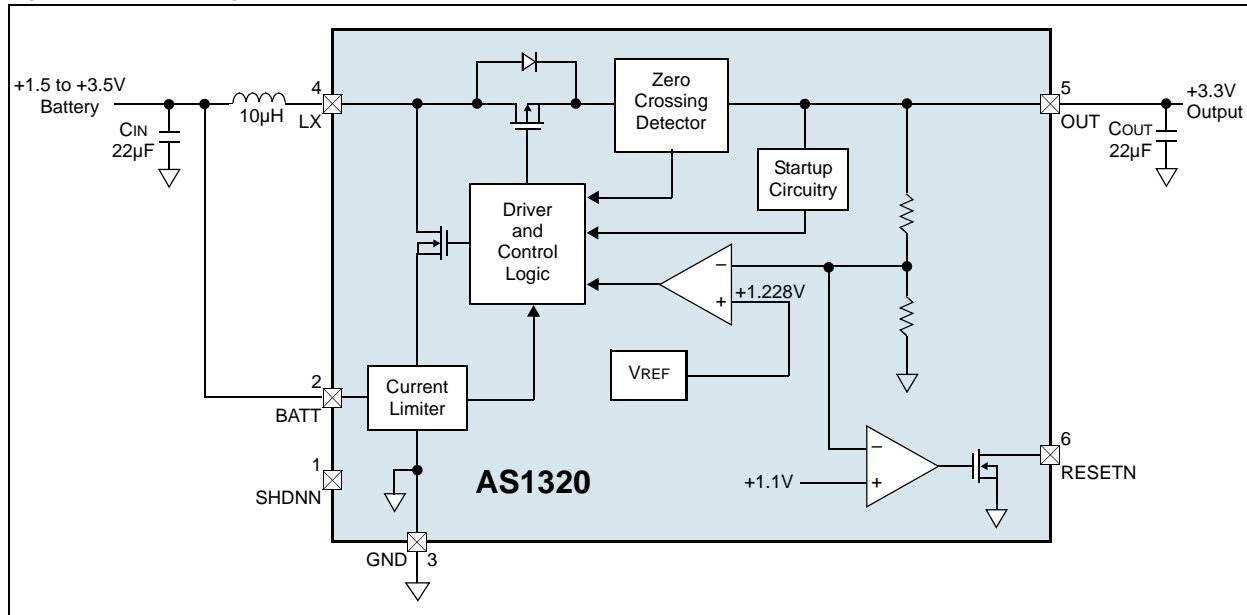 +1.5 to +3.5V
Battery
CIN
22µF
10µH
4
LX
Zero
Crossing
Detector
5
OUT
+3.3V
Output
COUT
22µF
Startup
Circuitry
Driver
and
Control
Logic
−
+
+1.228V
VREF
2
BATT
Current
Limiter
1
SHDNN
AS1320
+1.1V
−
+
6
RESETN
GND
3